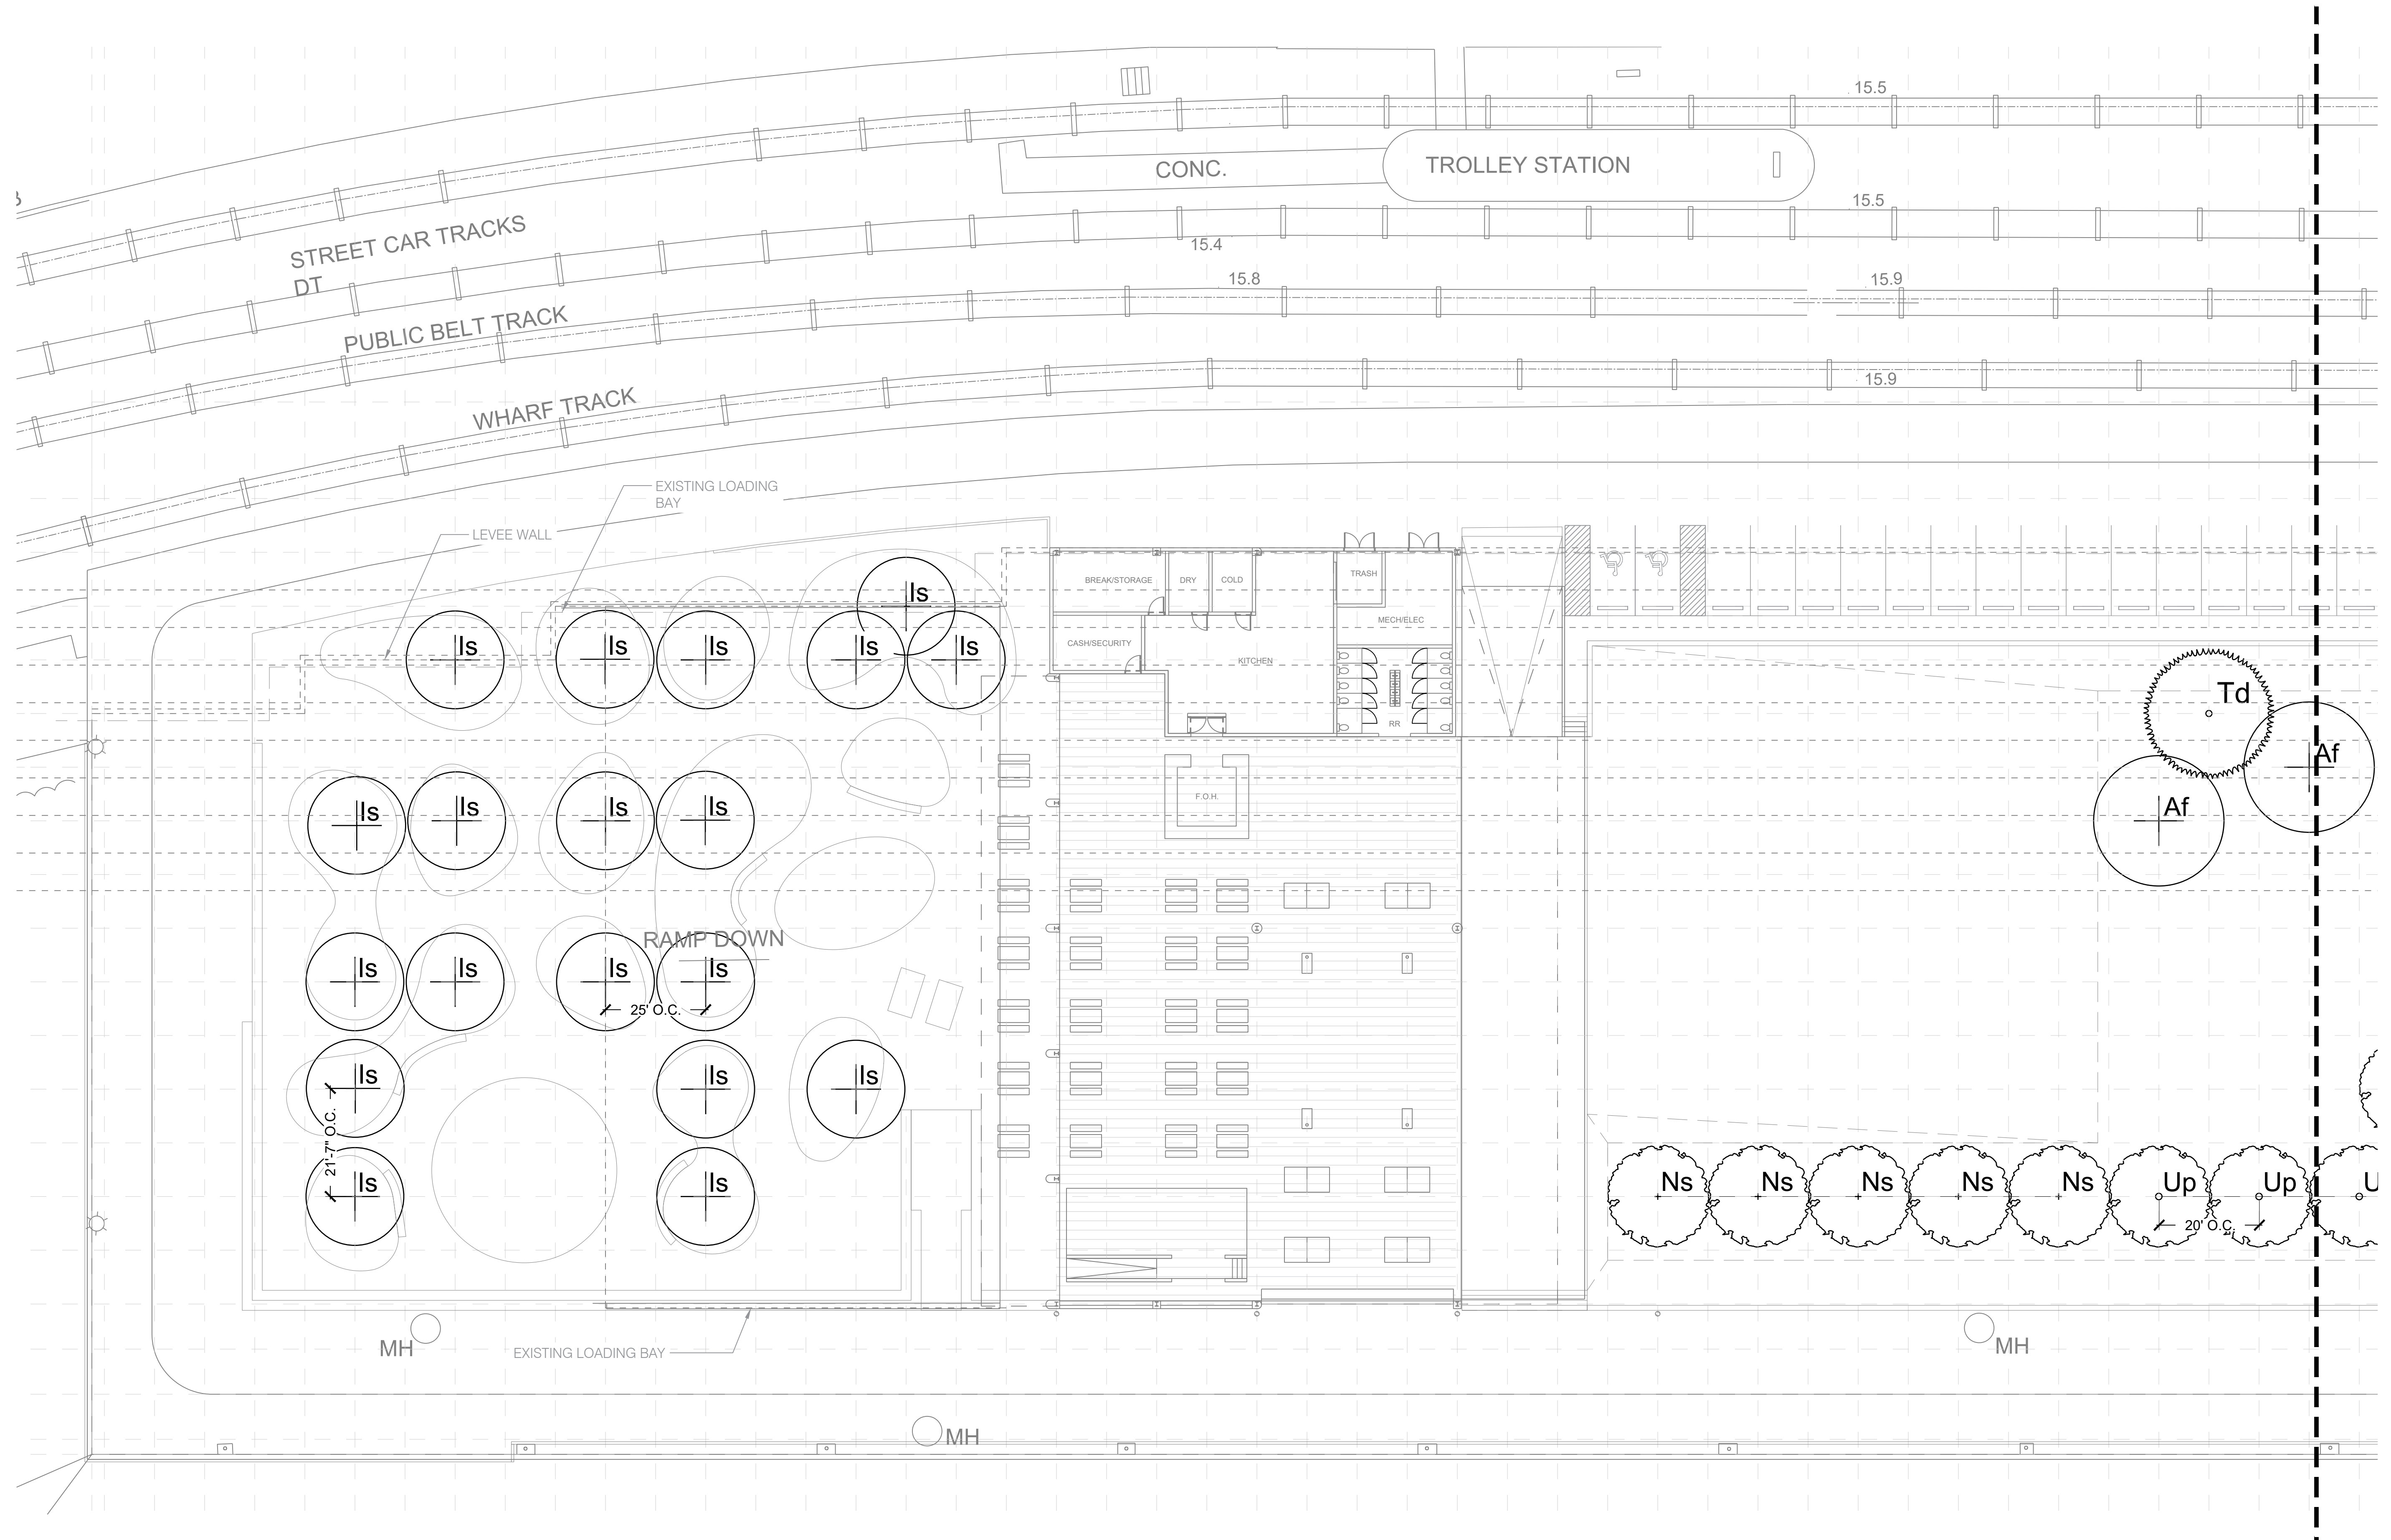 15.5
CONC.
TROLLEY STATION
15.5
STREET CAR TRACKS
DT
15.4
15.8
15.9
PUBLIC BELT TRACK
15.9
WHARF TRACK
EXISTING LOADING
BAY
LEVEE WALL
BREAK/STORAGE
DRY
COLD
TRASH
MECH/ELEC
CASH/SECURITY
KITCHEN
RR
Is
Is
Is
Is
Is
Is
Td
Af
Af
F.O.H.
Is
Is
Is
Is
RAMP DOWN
Is
Is
Is
Is
25' O.C.
Is
Is
Is
21'-7" O.C.
Is
Is
Ns
Ns
Ns
Ns
Ns
Up
Up
20' O.C.
MH
EXISTING LOADING BAY
MH
MH